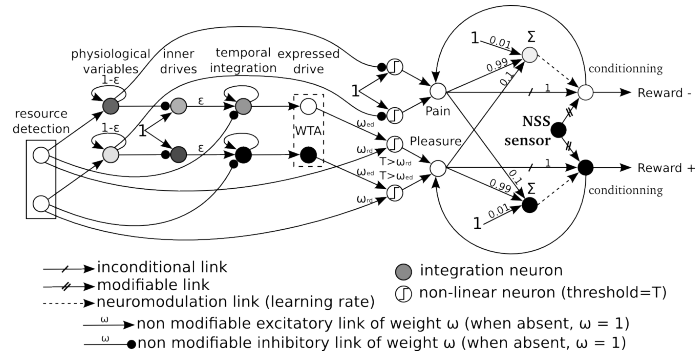 physiological variables
inner drives
temporal integration
expressed drive
resource detection
1-ε
1-ε
1
ε
ε
WTA
1
ω_ed
ω_rd
T>ω_rd
T>ω_ed
ω_ed
ω_rd
Pain
Pleasure
1
0.01
Σ
0.99
0.1
1
conditionning
Reward -
NSS
sensor
1
Reward +
0.1
0.99
Σ
conditionning
1
0.01
inconditional link
modifiable link
neuromodulation link (learning rate)
integration neuron
non-linear neuron (threshold=T)
ω non modifiable excitatory link of weight ω (when absent, ω = 1)
ω non modifiable inhibitory link of weight ω (when absent, ω = 1)